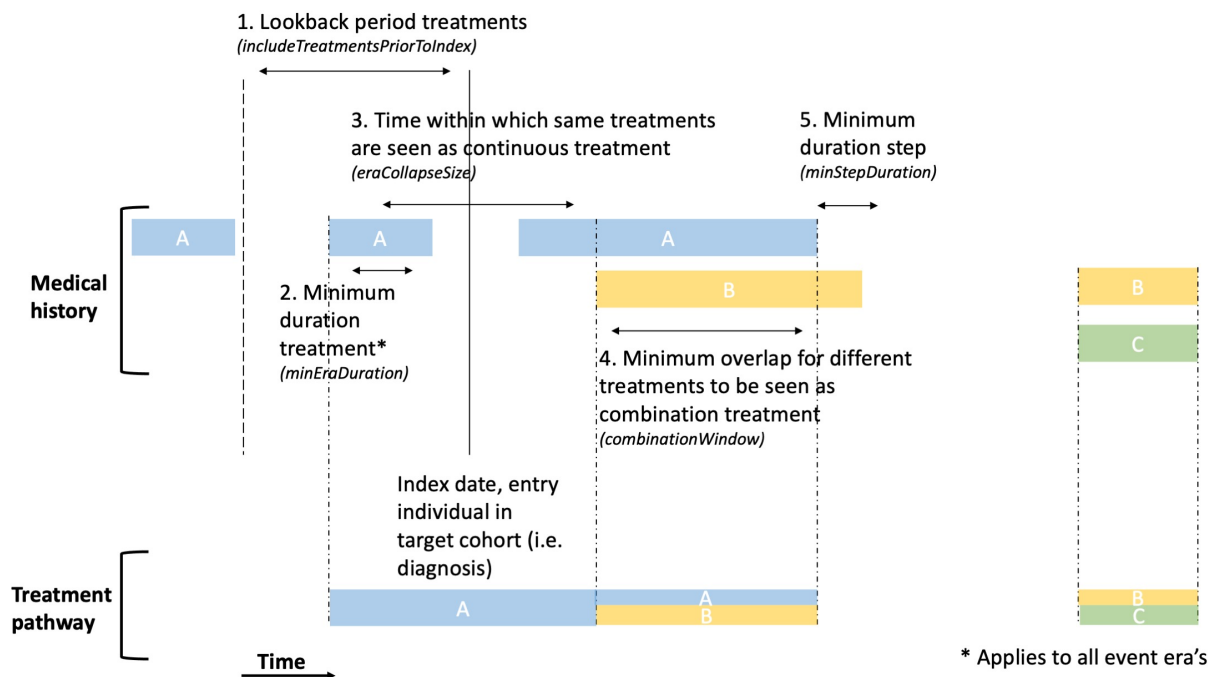 1. Lookback period treatments
(includeTreatmentsPriorToIndex)
3. Time within which same treatments
are seen as continuous treatment
(eraCollapseSize)
5. Minimum
duration step
(minStepDuration)
Medical
history
A
A
A
B
B
C
2. Minimum
duration
treatment*
(minEraDuration)
4. Minimum overlap for different
treatments to be seen as
combination treatment
(combinationWindow)
Index date, entry
individual in
target cohort (i.e.
diagnosis)
Treatment
pathway
A
A
B
B
C
Time
* Applies to all event era's